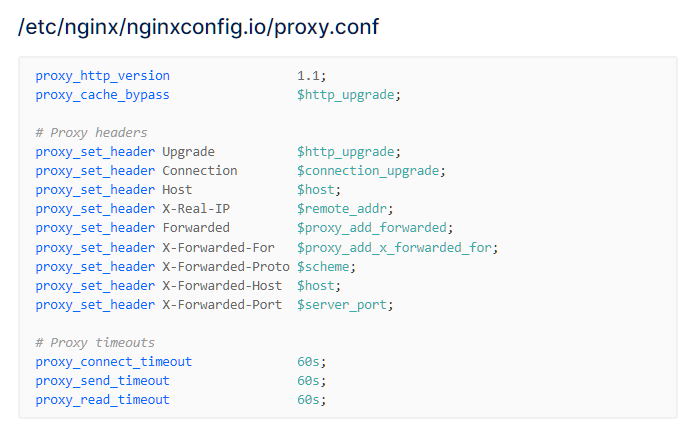 /etc/nginx/nginxconfig.io/proxy.conf
proxy_http_version                 1.1;
proxy_cache_bypass                 $http_upgrade;
# Proxy headers
proxy_set_header Upgrade           $http_upgrade;
proxy_set_header Connection        $connection_upgrade;
proxy_set_header Host              $host;
proxy_set_header X-Real-IP         $remote_addr;
proxy_set_header Forwarded         $proxy_add_forwarded;
proxy_set_header X-Forwarded-For   $proxy_add_x_forwarded_for;
proxy_set_header X-Forwarded-Proto $scheme;
proxy_set_header X-Forwarded-Host  $host;
proxy_set_header X-Forwarded-Port  $server_port;
# Proxy timeouts
proxy_connect_timeout              60s;
proxy_send_timeout                 60s;
proxy_read_timeout                 60s;